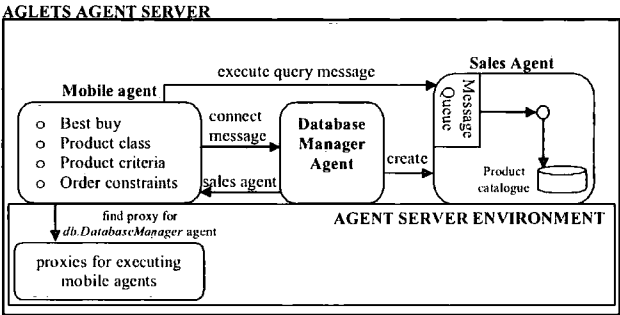 AGLETS AGENT SERVER
Sales Agent
execute query message
Mobile agent
Message
Queue
o Best buy
o Product class
o Product criteria
o Order constraints
connect
message
Database
Manager
Agent
create
sales agent
Product
catalogue
find proxy for
db.DatabaseManager agent
AGENT SERVER ENVIRONMENT
proxies for executing
mobile agents